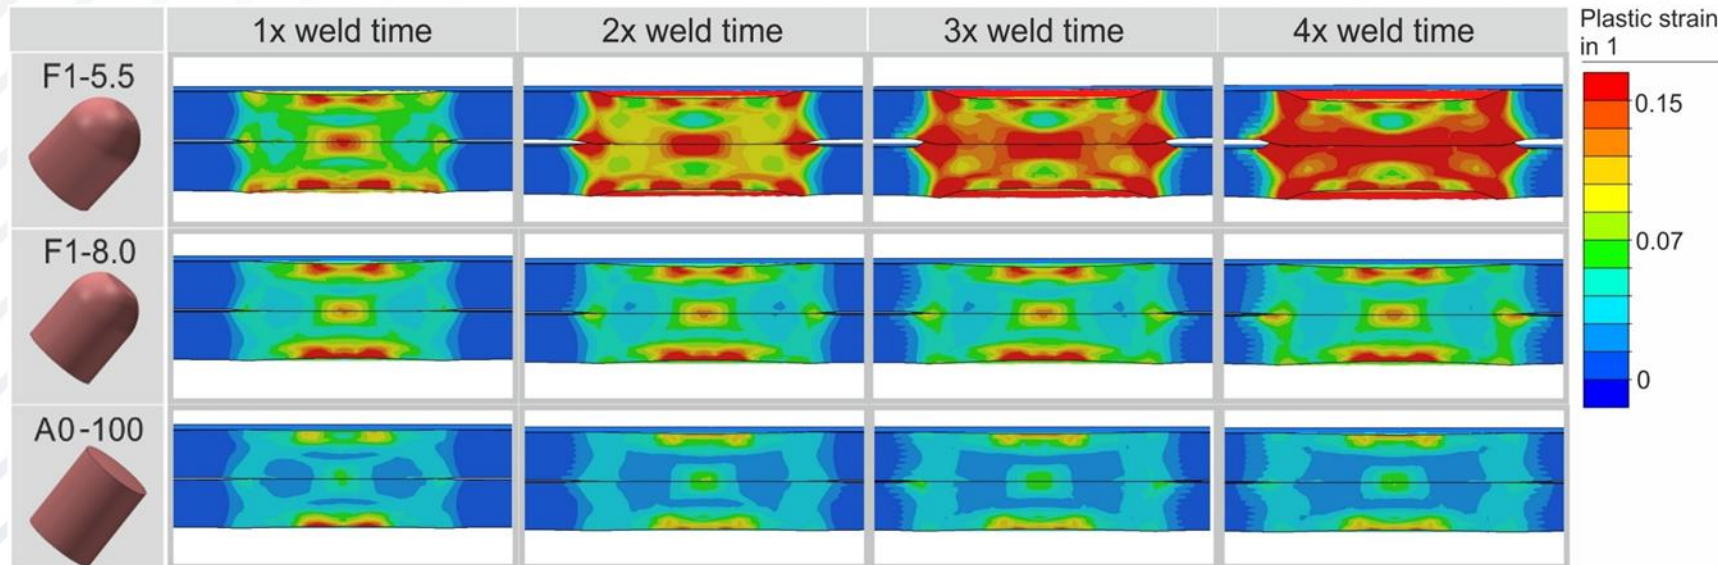 1x weld time
2x weld time
3x weld time
4x weld time
Plastic strain
in 1
F1-5.5
F1-8.0
A0-100
0.15
0.07
0